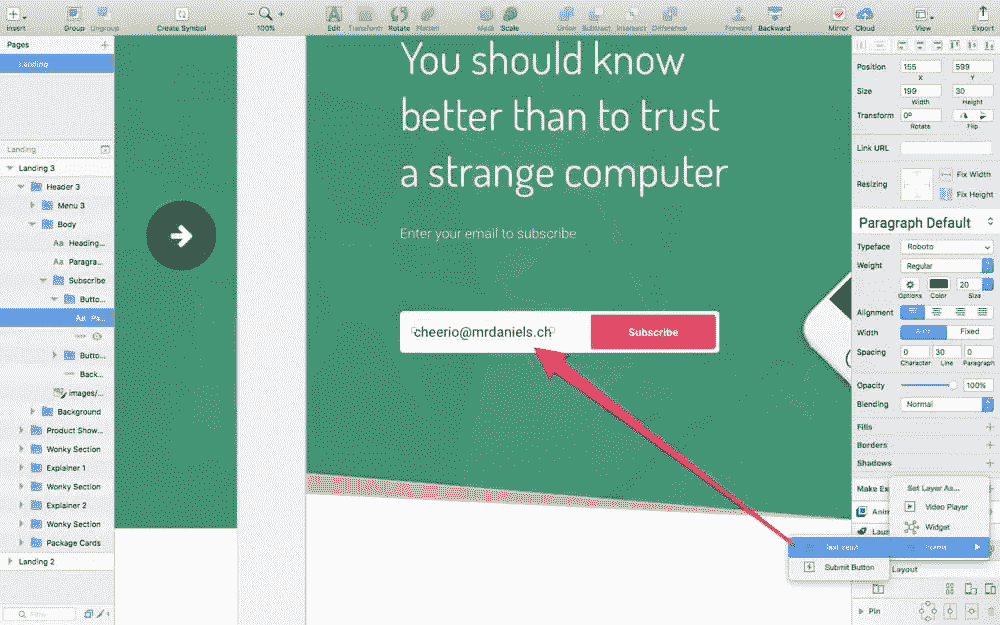 Insert
Group
Ungroup
Create Symbol
100%
Edit
Transform
Rotate
Flatten
Mask
Scale
Union
Subtract
Intersect
Difference
Forward
Backward
Mirror
Cloud
View
Export
Pages
Landing
Landing
Landing 3
Header 3
Menu 3
Body
Aa Heading...
Aa Paragra...
Subscribe
Butto...
Aa Pa...
Butto...
Back...
images/...
Background
Product Show...
Wonky Section
Explainer 1
Wonky Section
Explainer 2
Wonky Section
Package Cards
Landing 2
Filter
You should know
better than to trust
a strange computer
Enter your email to subscribe
cheerio@mrdaniels.ch
Subscribe
Position 155 599
X Y
Size 199 30
Width Height
Transform 0°
Rotate Flip
Link URL
Resizing
Fix Width
Fix Height
Paragraph Default
Typeface Roboto
Weight Regular
20
Options Color Size
Alignment
Width Auto Fixed
Spacing 0 30 0
Character Line Paragraph
Opacity 100%
Blending Normal
Fills
Borders
Shadows
Make Ex
Set Layer As...
Video Player
Widget
Submit Button
Layout
Pin